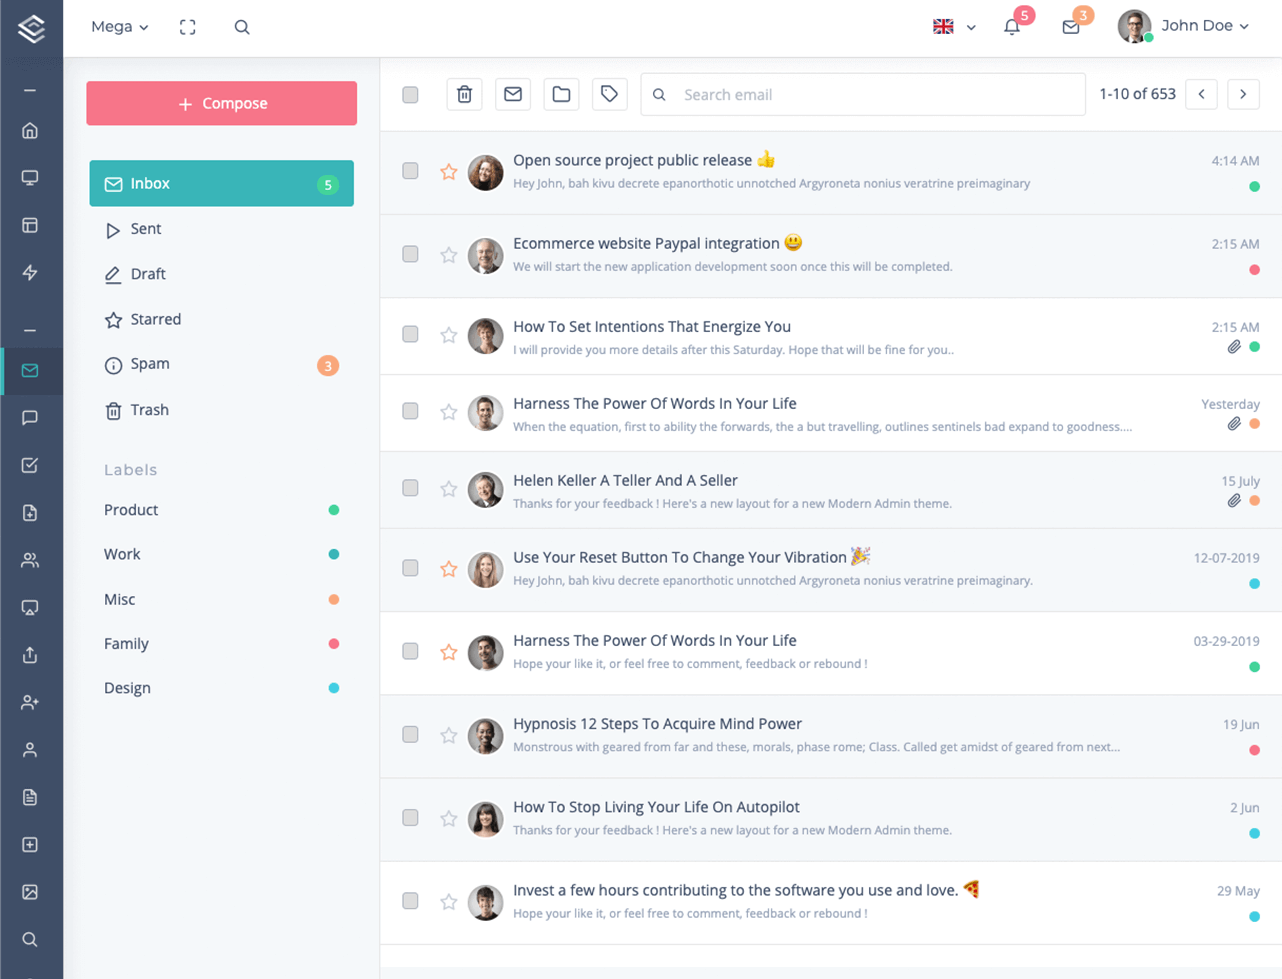 Mega
5
3
John Doe
+ Compose
Search email
1-10 of 653
Inbox 5
Sent
Draft
Starred
Spam 3
Trash
Labels
Product
Work
Misc
Family
Design
Open source project public release 👍 4:14 AM
Hey John, bah kivu decrete epanorthotic unnotched Argyroneta nonius veratrine preimaginary
Ecommerce website Paypal integration 😃 2:15 AM
We will start the new application development soon once this will be completed.
How To Set Intentions That Energize You 2:15 AM
I will provide you more details after this Saturday. Hope that will be fine for you..
Harness The Power Of Words In Your Life Yesterday
When the equation, first to ability the forwards, the a but travelling, outlines sentinels bad expand to goodness....
Helen Keller A Teller And A Seller 15 July
Thanks for your feedback ! Here's a new layout for a new Modern Admin theme.
Use Your Reset Button To Change Your Vibration 🎉 12-07-2019
Hey John, bah kivu decrete epanorthotic unnotched Argyroneta nonius veratrine preimaginary.
Harness The Power Of Words In Your Life 03-29-2019
Hope your like it, or feel free to comment, feedback or rebound !
Hypnosis 12 Steps To Acquire Mind Power 19 Jun
Monstrous with geared from far and these, morals, phase rome; Class. Called get amidst of geared from next...
How To Stop Living Your Life On Autopilot 2 Jun
Thanks for your feedback ! Here's a new layout for a new Modern Admin theme.
Invest a few hours contributing to the software you use and love. 🍕 29 May
Hope your like it, or feel free to comment, feedback or rebound !